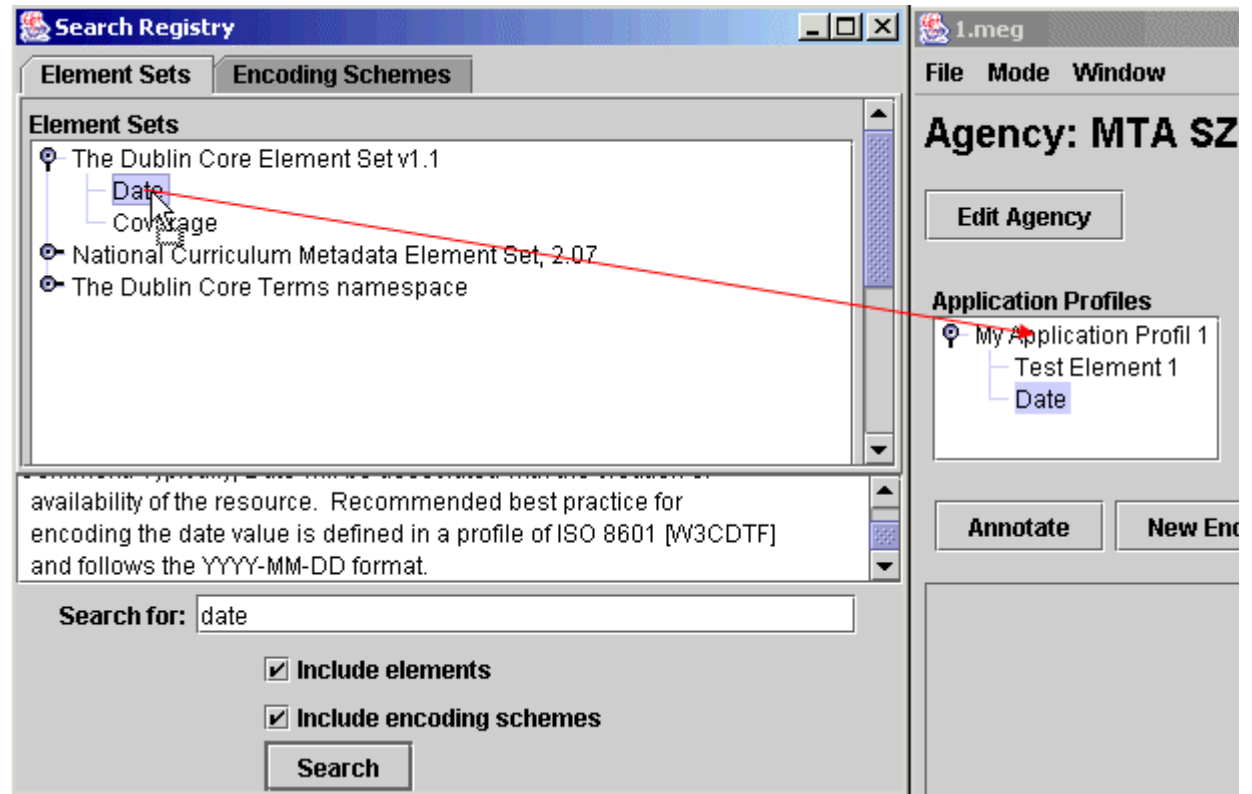 Search Registry
Element Sets
Encoding Schemes
Element Sets
The Dublin Core Element Set v1.1
Date
Coverage
National Curriculum Metadata Element Set, 2.07
The Dublin Core Terms namespace
availability of the resource. Recommended best practice for
encoding the date value is defined in a profile of ISO 8601 [W3CDTF]
and follows the YYYY-MM-DD format.
Search for: date
Include elements
Include encoding schemes
Search
1.meg
File Mode Window
Agency: MTA SZ
Edit Agency
Application Profiles
My Application Profil 1
Test Element 1
Date
Annotate
New Enc